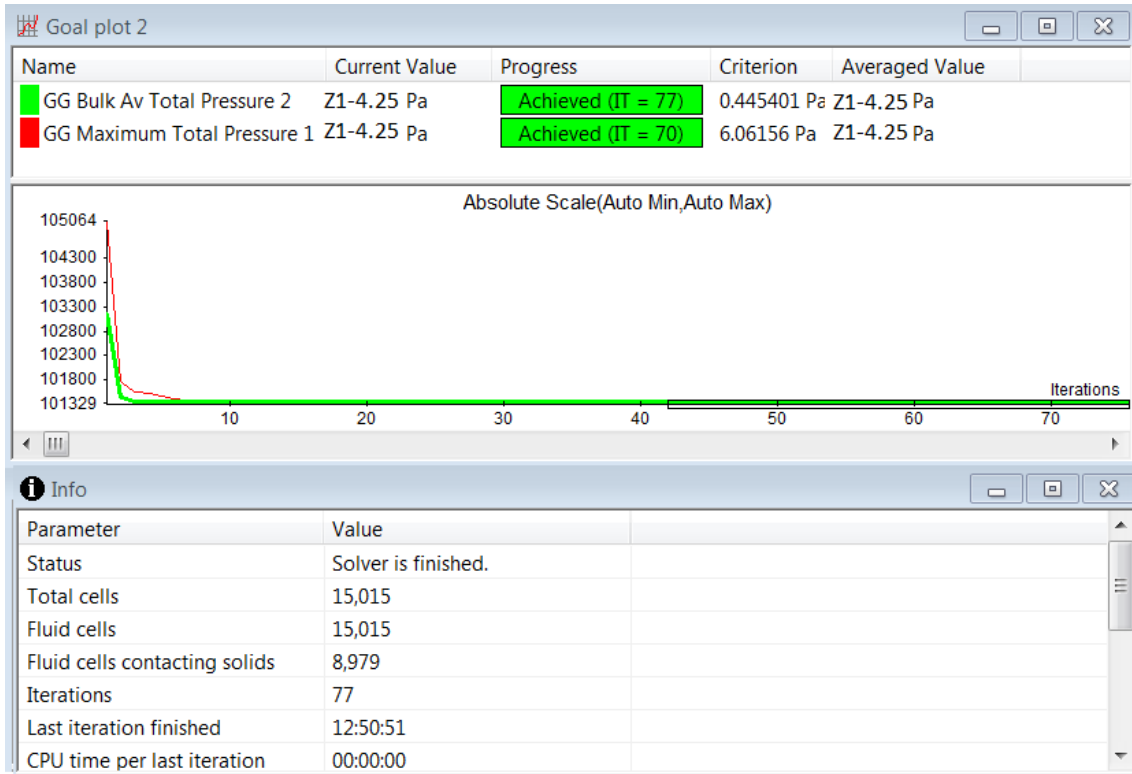 Goal plot 2
Name Current Value Progress Criterion Averaged Value
GG Bulk Av Total Pressure 2 Z1-4.25 Pa Achieved (IT = 77) 0.445401 Pa Z1-4.25 Pa
GG Maximum Total Pressure 1 Z1-4.25 Pa Achieved (IT = 70) 6.06156 Pa Z1-4.25 Pa
Absolute Scale(Auto Min,Auto Max)
105064
104300
103800
103300
102800
102300
101800
101329
Iterations
10 20 30 40 50 60 70
Info
Parameter Value
Status Solver is finished.
Total cells 15,015
Fluid cells 15,015
Fluid cells contacting solids 8,979
Iterations 77
Last iteration finished 12:50:51
CPU time per last iteration 00:00:00